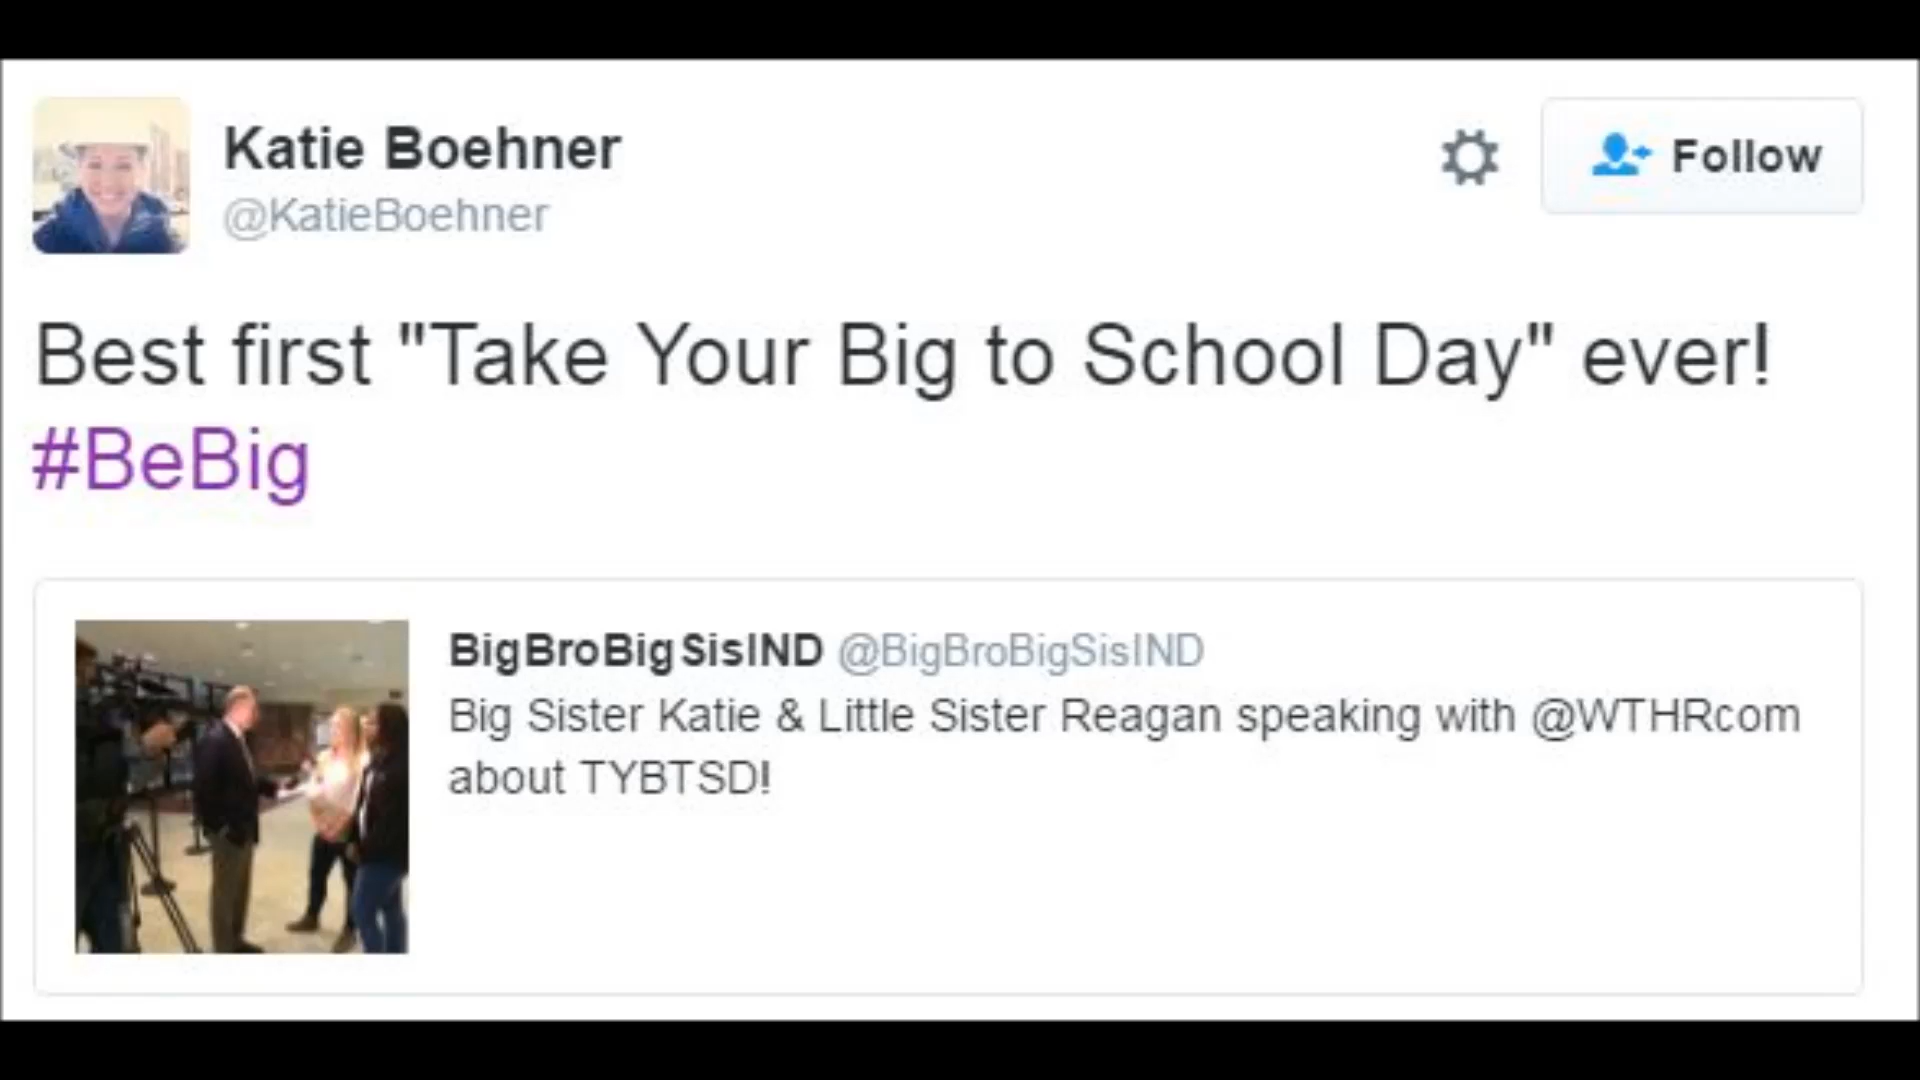 Katie Boehner
@KatieBoehner
Follow
Best first "Take Your Big to School Day" ever!
#BeBig
BigBroBigSisIND @BigBroBigSisIND
Big Sister Katie & Little Sister Reagan speaking with @WTHRcom
about TYBTSD!